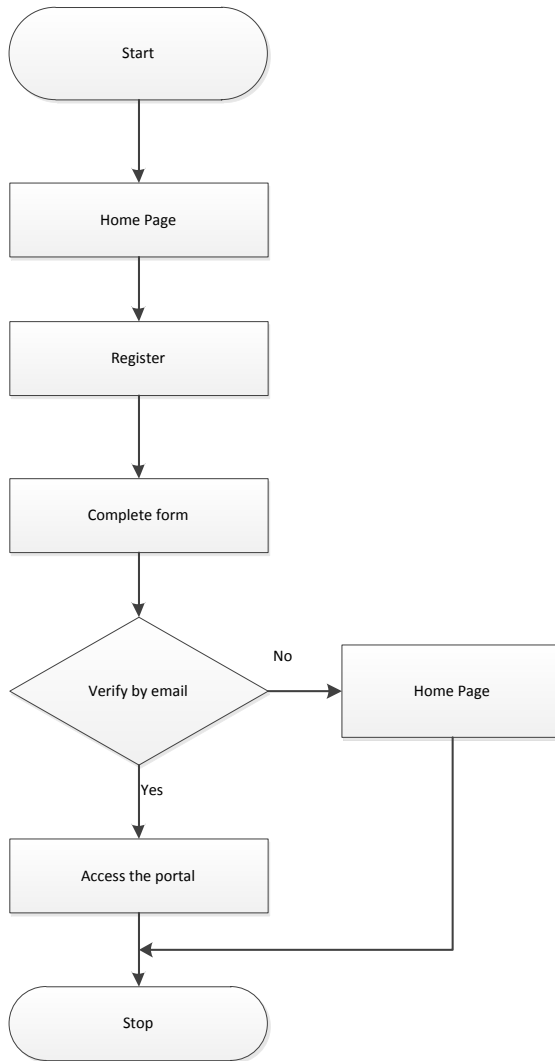 Start
Home Page
Register
Complete form
Verify by email
No
Home Page
Yes
Access the portal
Stop